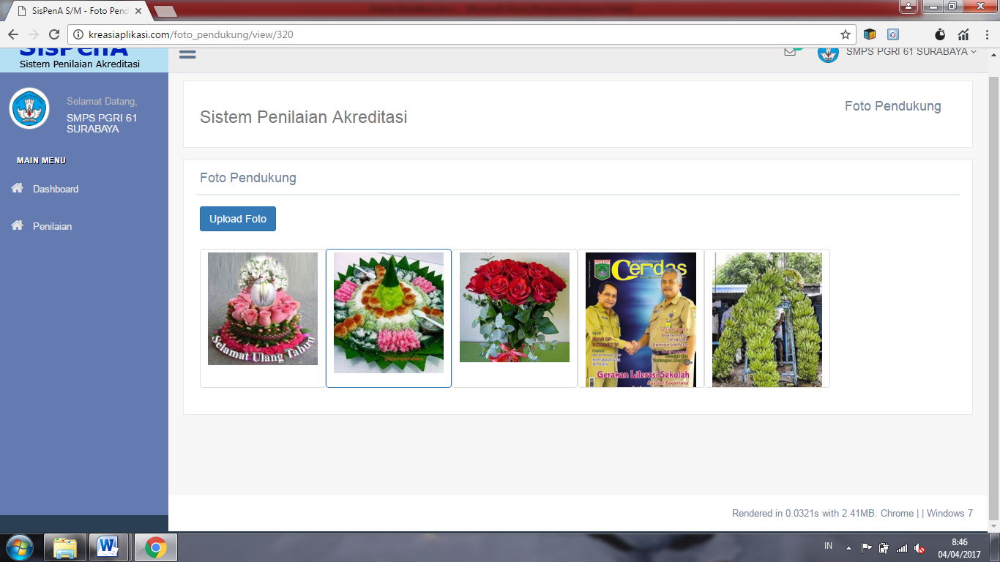 SisPenA S/M - Foto Pend
kreasiaplikasi.com/foto_pendukung/view/320
SisPenA
Sistem Penilaian Akreditasi
SMPS PGRI 61 SURABAYA
Selamat Datang,
SMPS PGRI 61
SURABAYA
MAIN MENU
Dashboard
Penilaian
Sistem Penilaian Akreditasi
Foto Pendukung
Foto Pendukung
Upload Foto
Selamat Ulang Tahun
Cerdas
Gerakan Literasi Sekolah
Rendered in 0.0321s with 2.41MB. Chrome | | Windows 7
IN
8:46
04/04/2017